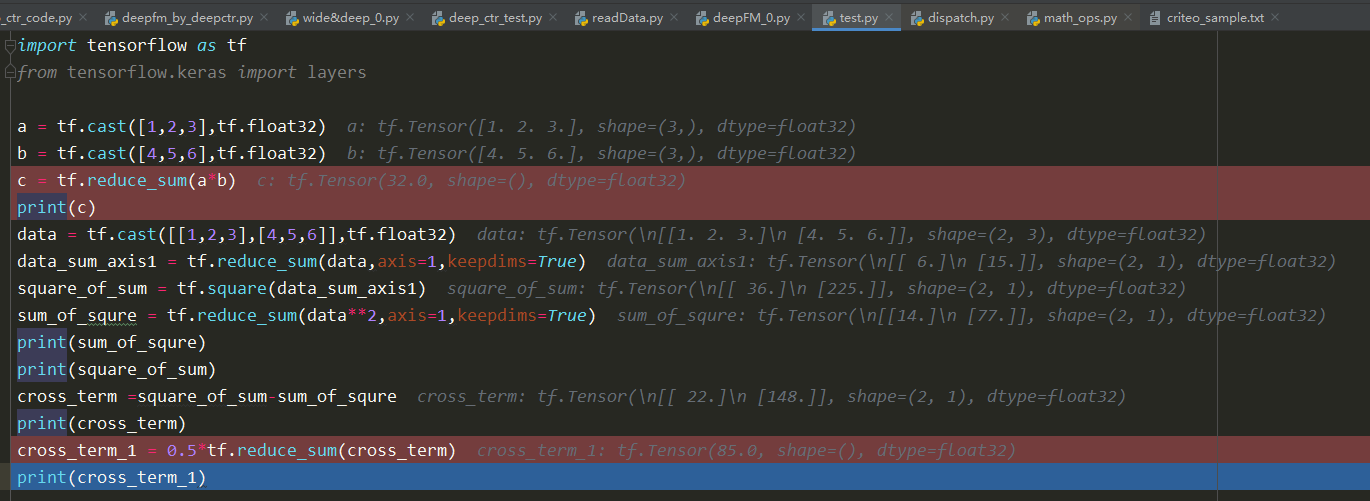 _ctr_code.py × deepfm_by_deepctr.py × wide&deep_0.py × deep_ctr_test.py × readData.py × deepFM_0.py × test.py × dispatch.py × math_ops.py × criteo_sample.txt ×
import tensorflow as tf
from tensorflow.keras import layers
a = tf.cast([1,2,3],tf.float32)  a: tf.Tensor([1. 2. 3.], shape=(3,), dtype=float32)
b = tf.cast([4,5,6],tf.float32)  b: tf.Tensor([4. 5. 6.], shape=(3,), dtype=float32)
c = tf.reduce_sum(a*b)  c: tf.Tensor(32.0, shape=(), dtype=float32)
print(c)
data = tf.cast([[1,2,3],[4,5,6]],tf.float32)  data: tf.Tensor(\n[[1. 2. 3.]\n [4. 5. 6.]], shape=(2, 3), dtype=float32)
data_sum_axis1 = tf.reduce_sum(data,axis=1,keepdims=True)  data_sum_axis1: tf.Tensor(\n[[ 6.]\n [15.]], shape=(2, 1), dtype=float32)
square_of_sum = tf.square(data_sum_axis1)  square_of_sum: tf.Tensor(\n[[ 36.]\n [225.]], shape=(2, 1), dtype=float32)
sum_of_squre = tf.reduce_sum(data**2,axis=1,keepdims=True)  sum_of_squre: tf.Tensor(\n[[14.]\n [77.]], shape=(2, 1), dtype=float32)
print(sum_of_squre)
print(square_of_sum)
cross_term =square_of_sum-sum_of_squre  cross_term: tf.Tensor(\n[[ 22.]\n [148.]], shape=(2, 1), dtype=float32)
print(cross_term)
cross_term_1 = 0.5*tf.reduce_sum(cross_term)  cross_term_1: tf.Tensor(85.0, shape=(), dtype=float32)
print(cross_term_1)